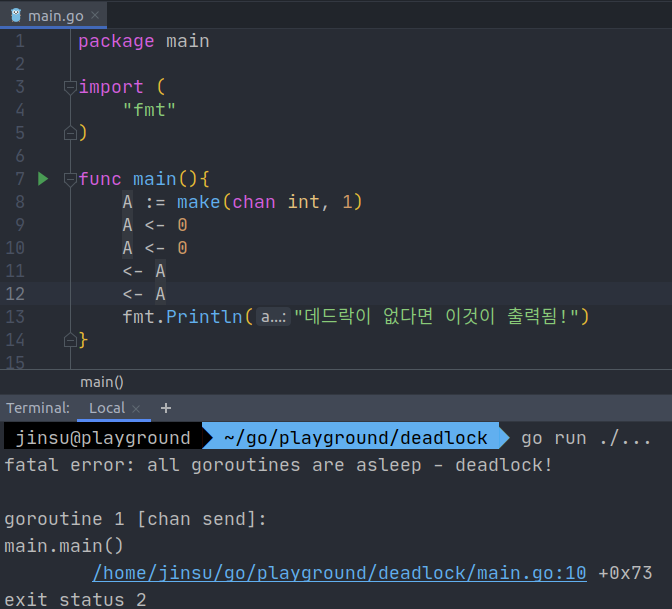 main.go ×
1 package main
2
3 import (
4 "fmt"
5 )
6
7 func main(){
8 A := make(chan int, 1)
9 A <- 0
10 A <- 0
11 <- A
12 <- A
13 fmt.Println( a...: "데드락이 없다면 이것이 출력됨!")
14 }
15
main()
Terminal: Local × +
jinsu@playground ~/go/playground/deadlock go run ./...
fatal error: all goroutines are asleep - deadlock!
goroutine 1 [chan send]:
main.main()
/home/jinsu/go/playground/deadlock/main.go:10 +0x73
exit status 2